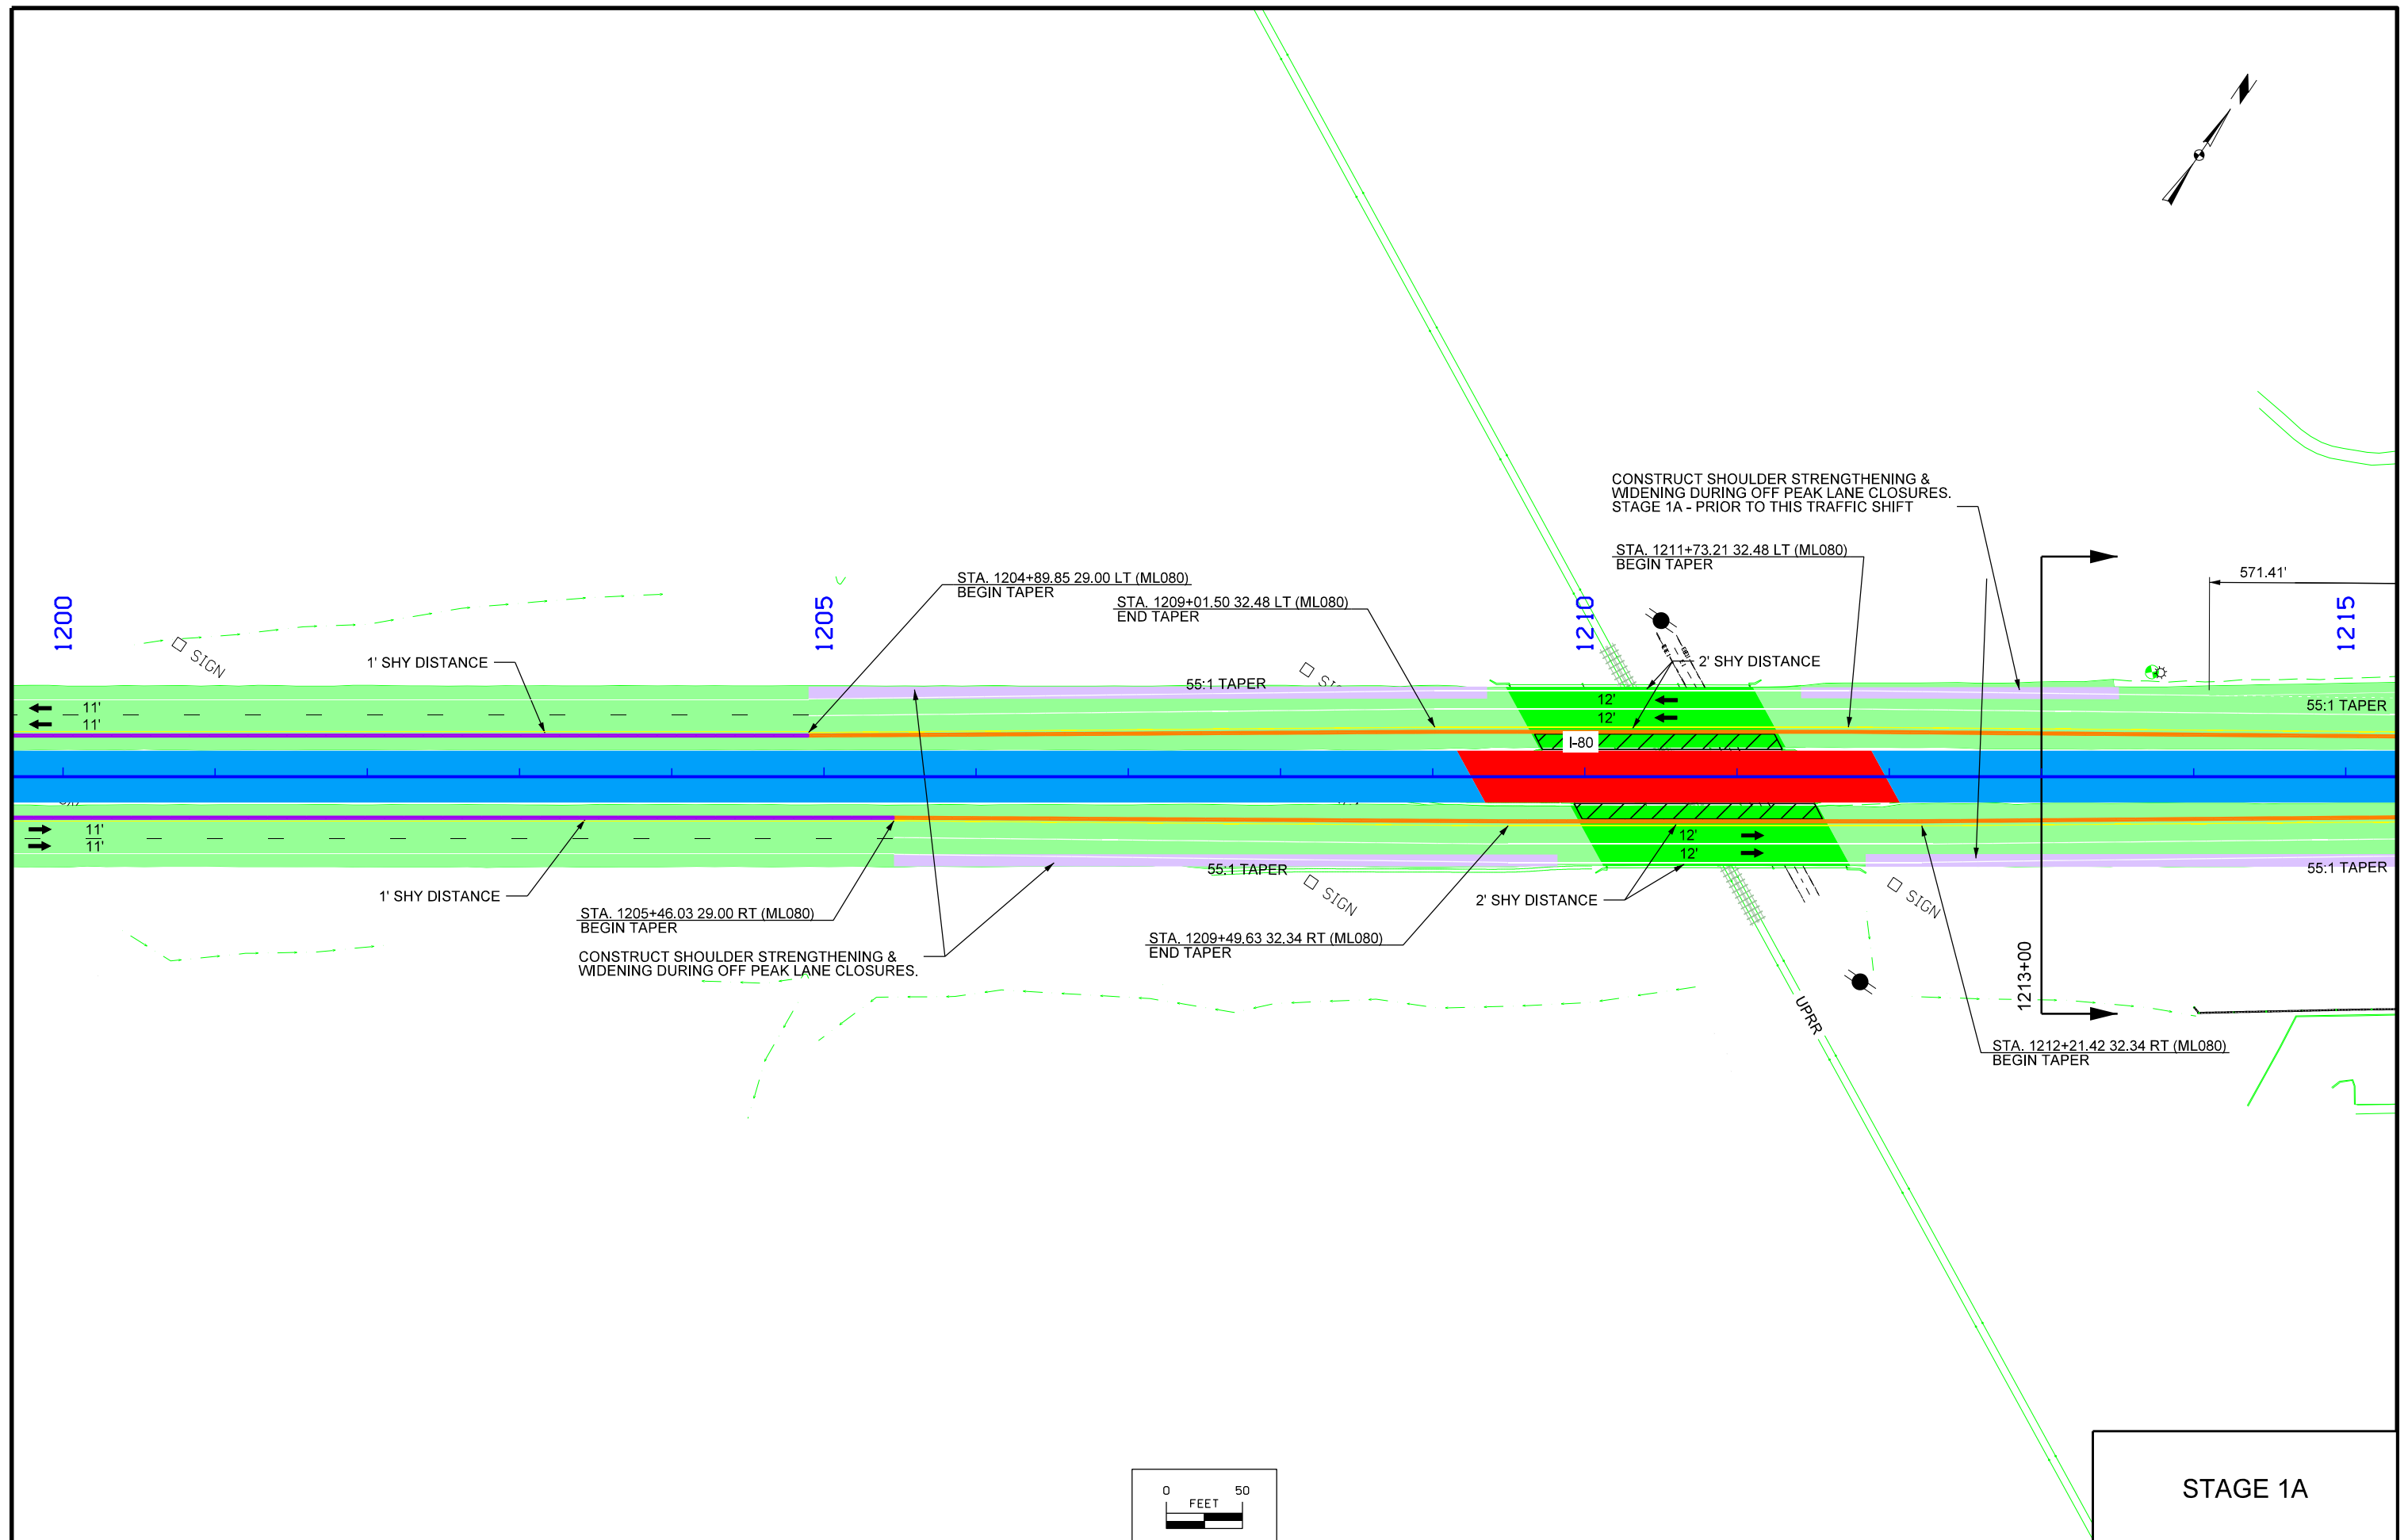 CONSTRUCT SHOULDER STRENGTHENING &
WIDENING DURING OFF PEAK LANE CLOSURES.
STAGE 1A - PRIOR TO THIS TRAFFIC SHIFT
STA. 1211+73.21 32.48 LT (ML080)
BEGIN TAPER
571.41'
STA. 1204+89.85 29.00 LT (ML080)
BEGIN TAPER
STA. 1209+01.50 32.48 LT (ML080)
END TAPER
1200
1205
1210
1215
SIGN
1' SHY DISTANCE
2' SHY DISTANCE
55:1 TAPER
12'
12'
11'
11'
55:1 TAPER
I-80
11'
11'
12'
12'
55:1 TAPER
55:1 TAPER
1' SHY DISTANCE
SIGN
2' SHY DISTANCE
SIGN
STA. 1205+46.03 29.00 RT (ML080)
BEGIN TAPER
STA. 1209+49.63 32.34 RT (ML080)
END TAPER
CONSTRUCT SHOULDER STRENGTHENING &
WIDENING DURING OFF PEAK LANE CLOSURES.
1213+00
UPRR
STA. 1212+21.42 32.34 RT (ML080)
BEGIN TAPER
0 50
FEET
STAGE 1A